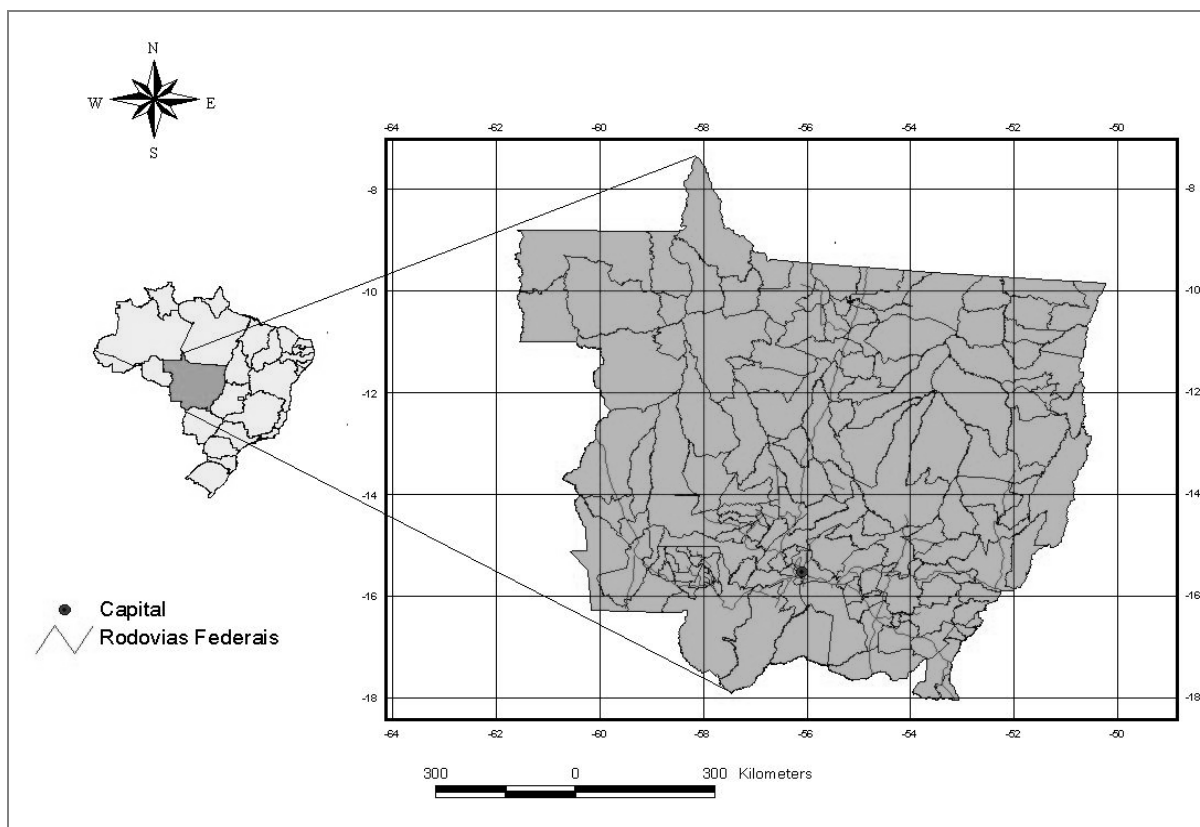 N
W E
S
-64 -62 -60 -58 -56 -54 -52 -50
-8 -8
-10 -10
-12 -12
-14 -14
-16 -16
-18 -18
-64 -62 -60 -58 -56 -54 -52 -50
Capital
Rodovias Federais
300 0 300 Kilometers